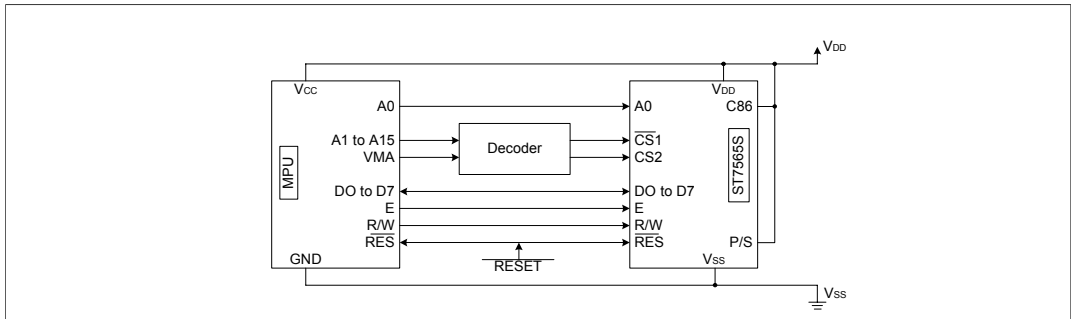 VDD
VCC
VDD
A0
A0
C86
A1 to A15
VMA
Decoder
CS1
CS2
MPU
ST7565S
DO to D7
DO to D7
E
E
R/W
R/W
RES
RES
P/S
GND
RESET
VSS
VSS